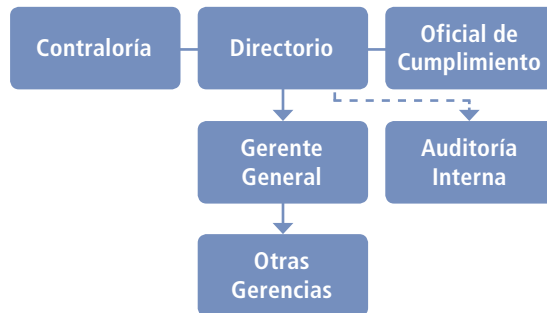 Contraloría
Directorio
Oficial de
Cumplimiento
Gerente
General
Auditoría
Interna
Otras
Gerencias